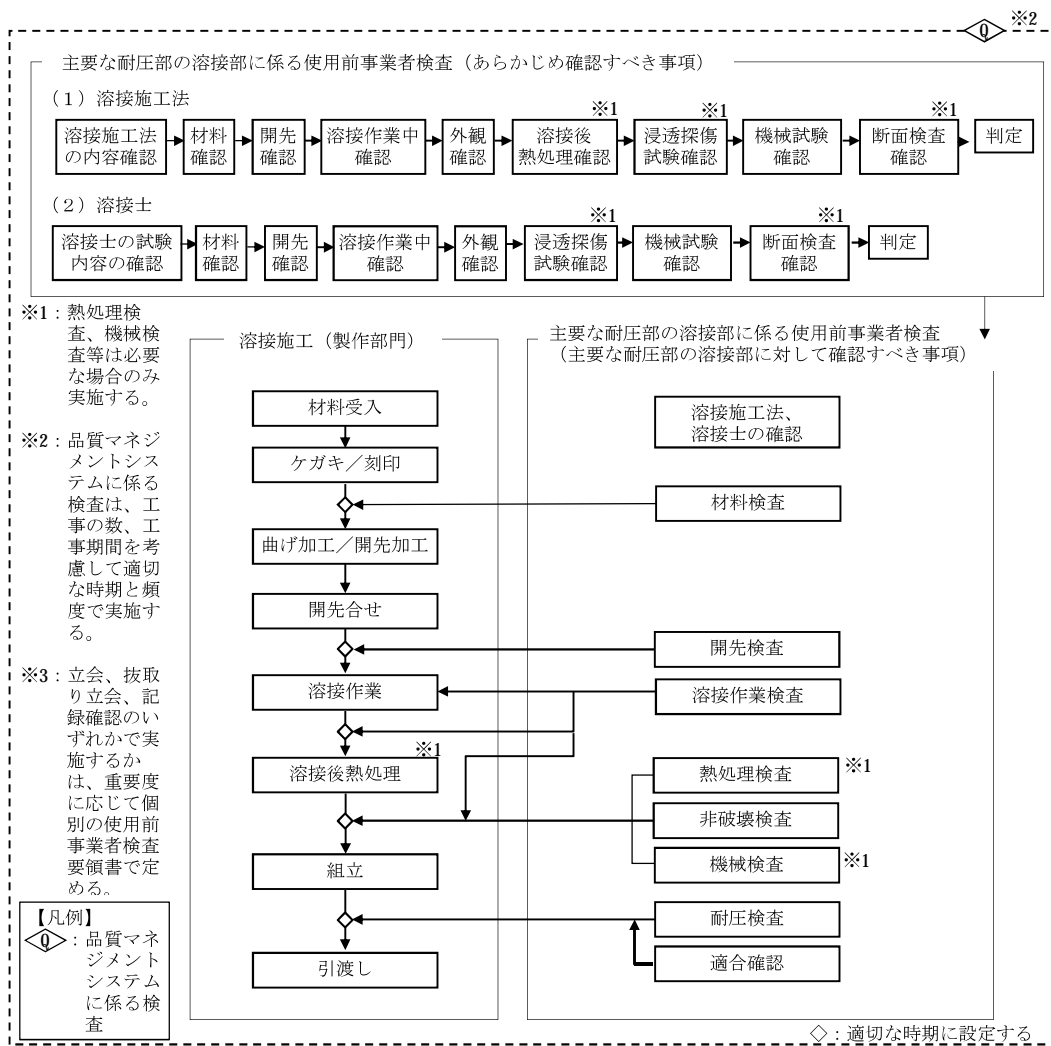 Q ※2
主要な耐圧部の溶接部に係る使用前事業者検査（あらかじめ確認すべき事項）
（１）溶接施工法
※1 ※1 ※1
溶接施工法
の内容確認
材料
確認
開先
確認
溶接作業中
確認
外観
確認
溶接後
熱処理確認
浸透探傷
試験確認
機械試験
確認
断面検査
確認
判定
（２）溶接士
※1 ※1
溶接士の試験
内容の確認
材料
確認
開先
確認
溶接作業中
確認
外観
確認
浸透探傷
試験確認
機械試験
確認
断面検査
確認
判定
※1：熱処理検
査、機械検
査等は必要
な場合のみ
実施する。
※2：品質マネジ
メントシス
テムに係る
検査は、工
事の数、工
事期間を考
慮して適切
な時期と頻
度で実施す
る。
※3：立会、抜取
り立会、記
録確認のい
ずれかで実
施するか
は、重要度
に応じて個
別の使用前
事業者検査
要領書で定
める。
【凡例】
Q：品質マネ
ジメント
システム
に係る検
査
溶接施工（製作部門）
材料受入
ケガキ／刻印
曲げ加工／開先加工
開先合せ
溶接作業
※1
溶接後熱処理
組立
引渡し
主要な耐圧部の溶接部に係る使用前事業者検査
（主要な耐圧部の溶接部に対して確認すべき事項）
溶接施工法、
溶接士の確認
材料検査
開先検査
溶接作業検査
熱処理検査 ※1
非破壊検査
機械検査 ※1
耐圧検査
適合確認
◇：適切な時期に設定する